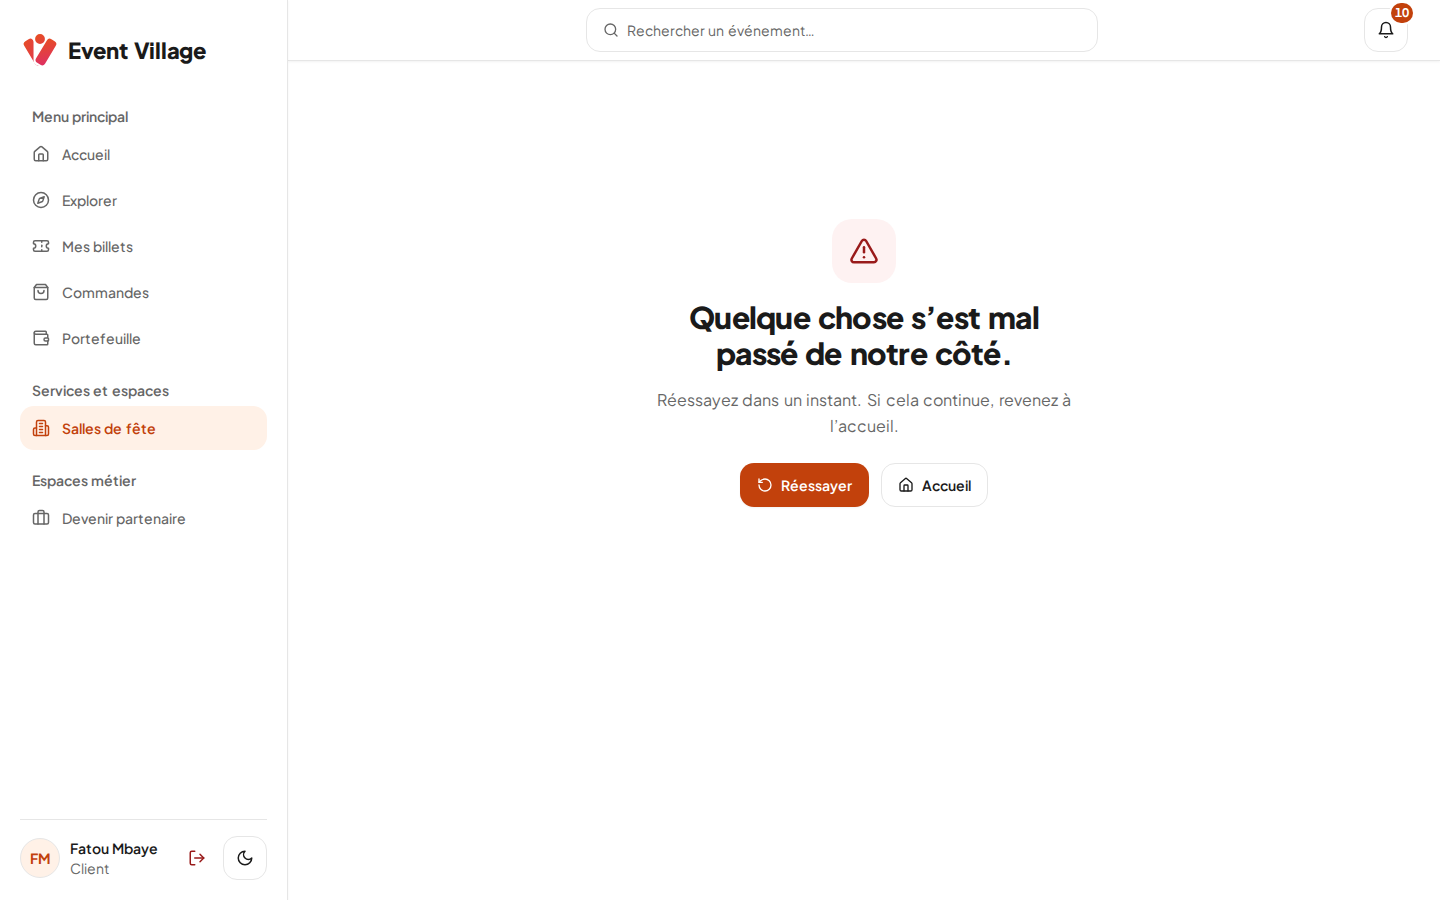 Event Village
Rechercher un événement…
10
Menu principal
Accueil
Explorer
Mes billets
Commandes
Portefeuille
Services et espaces
Salles de fête
Espaces métier
Devenir partenaire
Quelque chose s’est mal
passé de notre côté.
Réessayez dans un instant. Si cela continue, revenez à
l’accueil.
Réessayer
Accueil
FM
Fatou Mbaye
Client